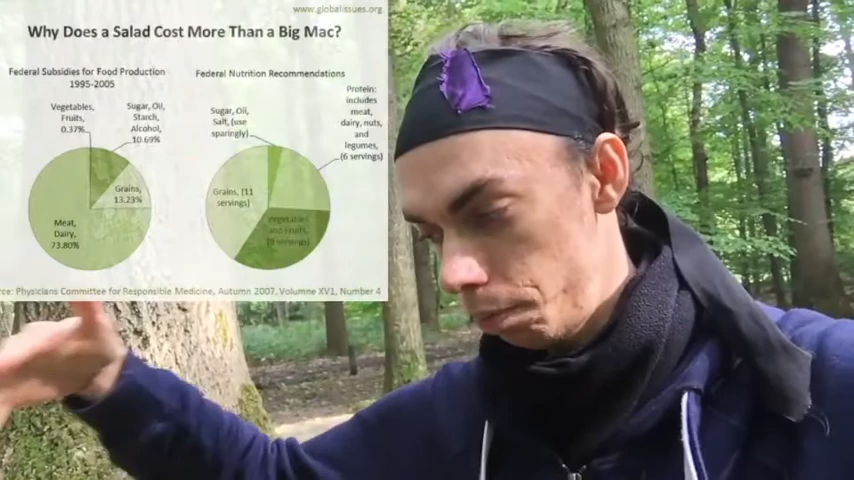 www.globalissues.org
Why Does a Salad Cost More Than a Big Mac?
Federal Subsidies for Food Production
1995-2005
Vegetables,
Fruits,
0.37%
Sugar, Oil,
Starch,
Alcohol,
10.69%
Grains,
13.23%
Meat,
Dairy,
73.80%
Federal Nutrition Recommendations
Sugar, Oil,
Salt, (use
sparingly)
Protein:
includes
meat,
dairy, nuts,
and
legumes,
(6 servings)
Grains, (11
servings)
Vegetables
and Fruits,
(9 servings)
rce: Physicians Committee for Responsible Medicine, Autumn 2007, Volumne XV1, Number 4